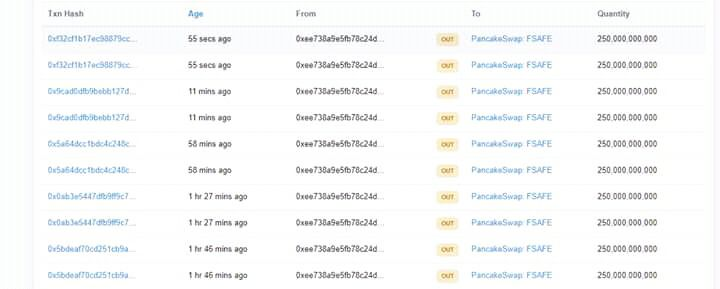 Txn Hash Age From To Quantity
0xf32cf1b17ec98879cc... 55 secs ago 0xee738a9e5fb78c24d... OUT PancakeSwap: FSAFE 250,000,000,000
0xf32cf1b17ec98879cc... 55 secs ago 0xee738a9e5fb78c24d... OUT PancakeSwap: FSAFE 250,000,000,000
0x9cad0dfb9bebb127d... 11 mins ago 0xee738a9e5fb78c24d... OUT PancakeSwap: FSAFE 250,000,000,000
0x9cad0dfb9bebb127d... 11 mins ago 0xee738a9e5fb78c24d... OUT PancakeSwap: FSAFE 250,000,000,000
0x5a64dcc1bdc4c248c... 58 mins ago 0xee738a9e5fb78c24d... OUT PancakeSwap: FSAFE 250,000,000,000
0x5a64dcc1bdc4c248c... 58 mins ago 0xee738a9e5fb78c24d... OUT PancakeSwap: FSAFE 250,000,000,000
0x0ab3e5447dfb9ff9c7... 1 hr 27 mins ago 0xee738a9e5fb78c24d... OUT PancakeSwap: FSAFE 250,000,000,000
0x0ab3e5447dfb9ff9c7... 1 hr 27 mins ago 0xee738a9e5fb78c24d... OUT PancakeSwap: FSAFE 250,000,000,000
0x5bdeaf70cd251cb9a... 1 hr 46 mins ago 0xee738a9e5fb78c24d... OUT PancakeSwap: FSAFE 250,000,000,000
0x5bdeaf70cd251cb9a... 1 hr 46 mins ago 0xee738a9e5fb78c24d... OUT PancakeSwap: FSAFE 250,000,000,000